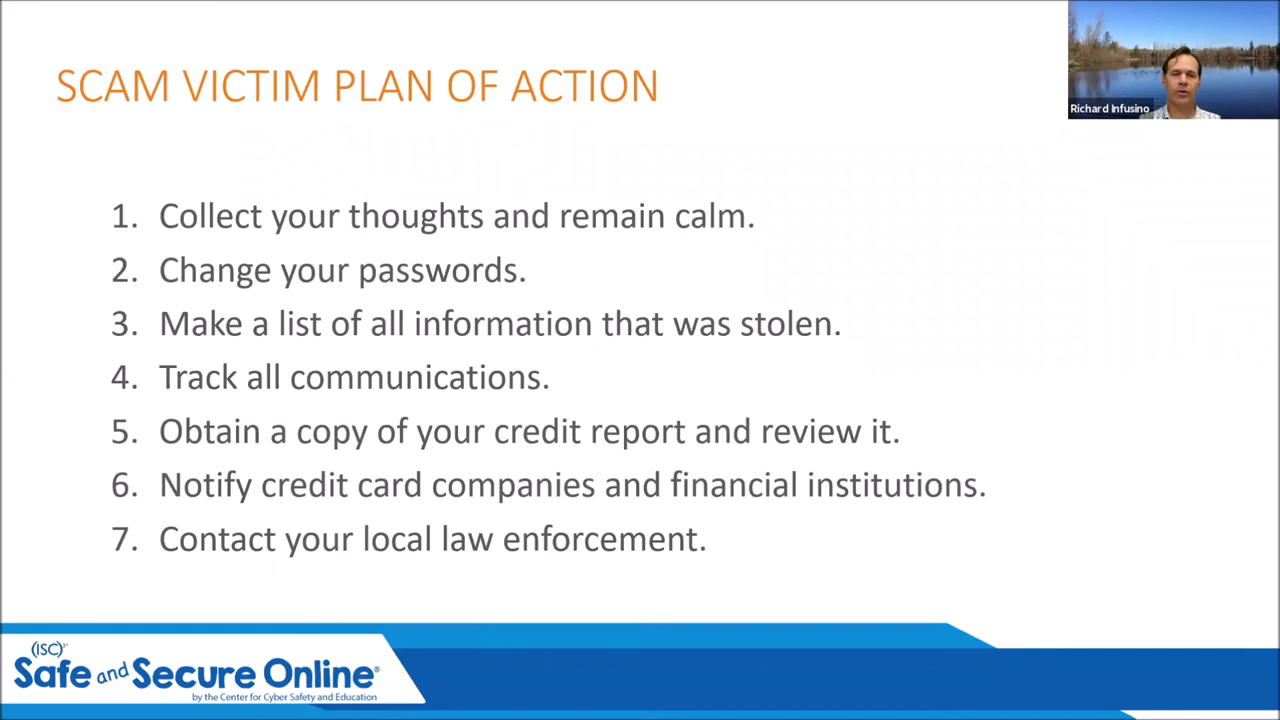 SCAM VICTIM PLAN OF ACTION
Richard Infusino
1. Collect your thoughts and remain calm.
2. Change your passwords.
3. Make a list of all information that was stolen.
4. Track all communications.
5. Obtain a copy of your credit report and review it.
6. Notify credit card companies and financial institutions.
7. Contact your local law enforcement.
(ISC)²®
Safe and Secure Online®
by the Center for Cyber Safety and Education